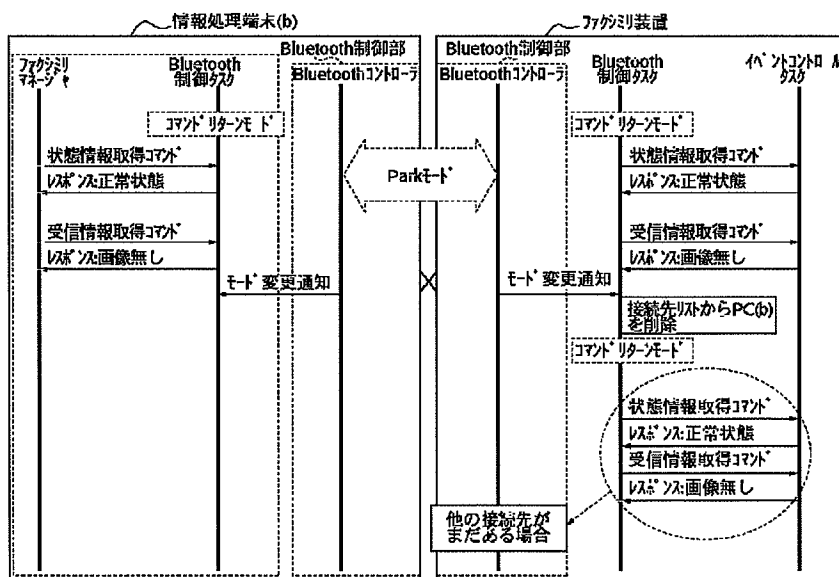 情報処理端末(b)
ファクシミリ装置
Bluetooth制御部
Bluetooth制御部
ファクシミリ
マネージャ
Bluetooth
制御タスク
Bluetoothコントローラ
Bluetoothコントローラ
Bluetooth
制御タスク
イベントコントロール
タスク
コマンドリターンモード
コマンドリターンモード
状態情報取得コマンド
レスポンス:正常状態
Parkモード
状態情報取得コマンド
レスポンス:正常状態
受信情報取得コマンド
レスポンス:画像無し
受信情報取得コマンド
レスポンス:画像無し
モード変更通知
モード変更通知
接続先リストからPC(b)
を削除
コマンドリターンモード
状態情報取得コマンド
レスポンス:正常状態
受信情報取得コマンド
レスポンス:画像無し
他の接続先が
まだある場合